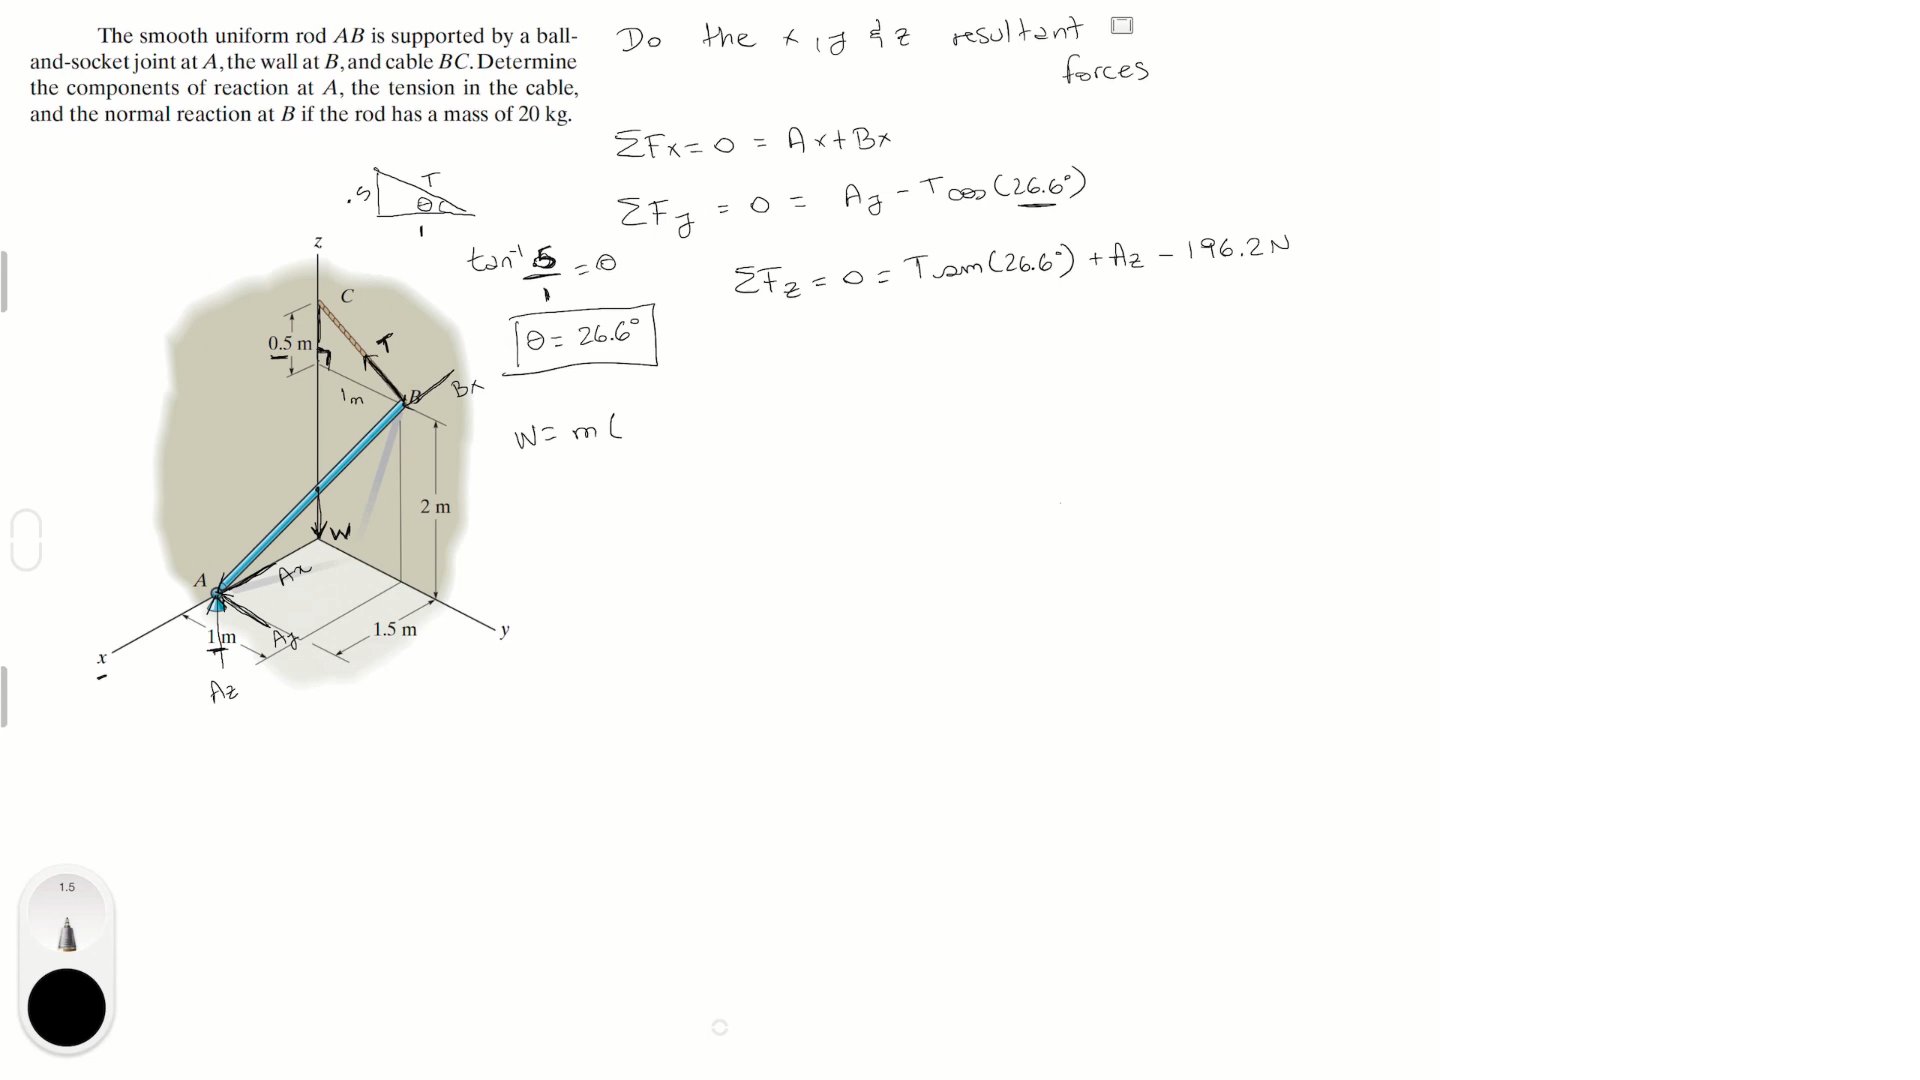 The smooth uniform rod AB is supported by a ball-
and-socket joint at A, the wall at B, and cable BC. Determine
the components of reaction at A, the tension in the cable,
and the normal reaction at B if the rod has a mass of 20 kg.
Do the x, y & z resultant
forces
ΣFx = 0 = Ax + Bx
ΣFy = 0 = Ay - T cos(26.6°)
ΣFz = 0 = T sin(26.6°) + Az - 196.2 N
.5
T
θ
1
tan⁻¹ .5/1 = θ
θ = 26.6°
W = m(
z
C
0.5 m
T
1m
B
Bx
2 m
W
A
Ax
1 m
Ay
1.5 m
y
x
Az
1.5